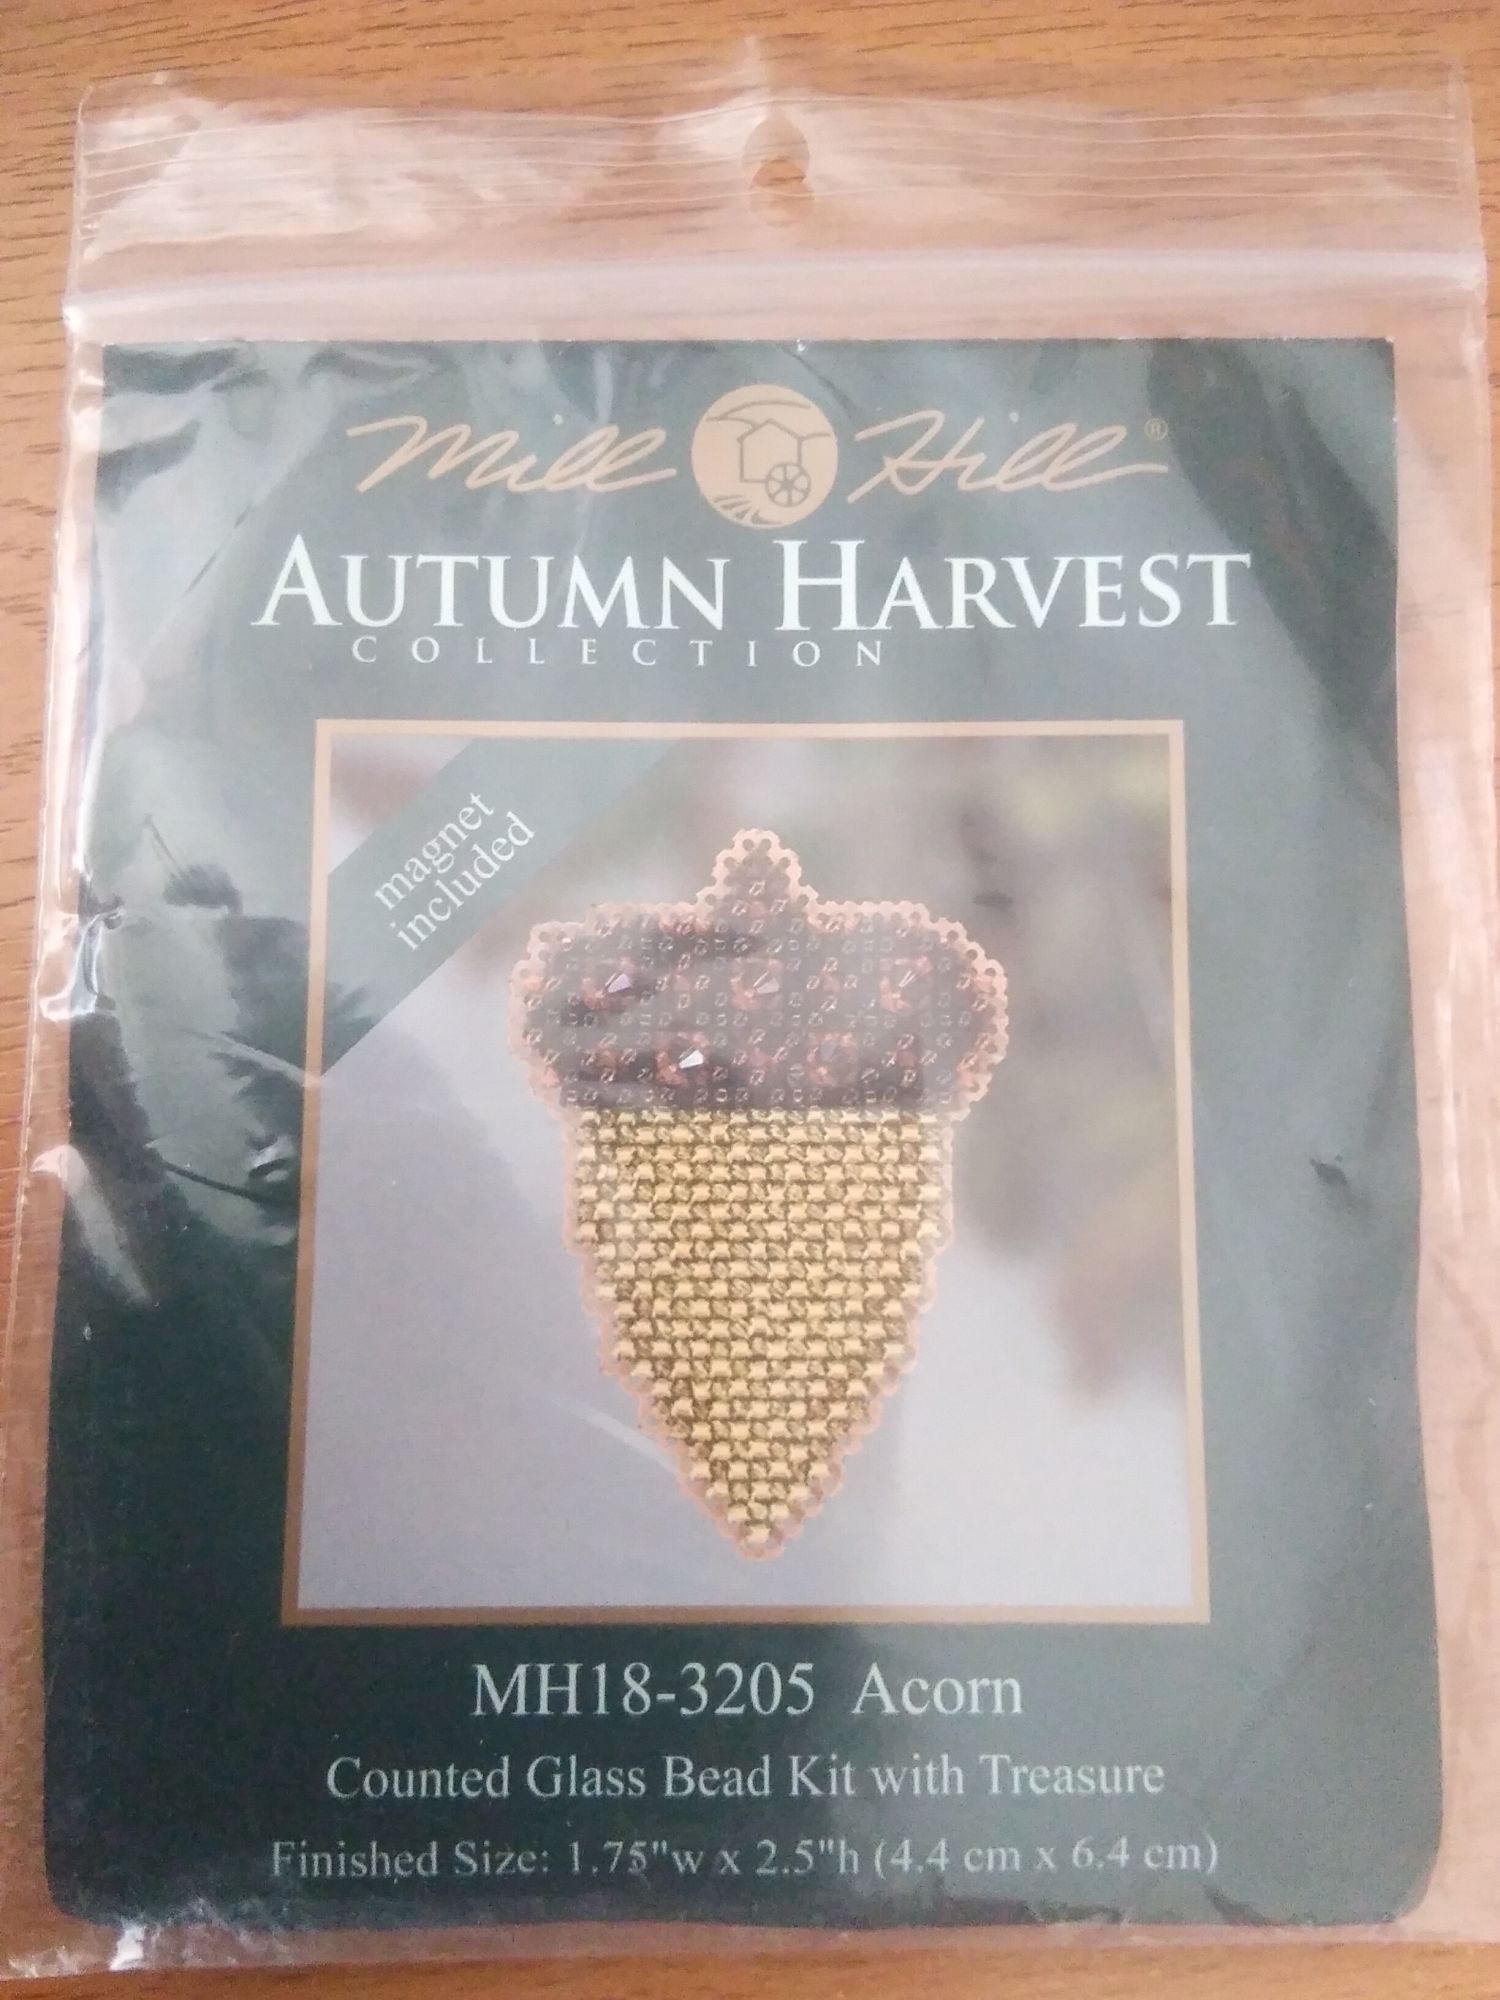 Mill Hill®
AUTUMN HARVEST
COLLECTION
magnet
included
MH18-3205 Acorn
Counted Glass Bead Kit with Treasure
Finished Size: 1.75"w x 2.5"h (4.4 cm x 6.4 cm)